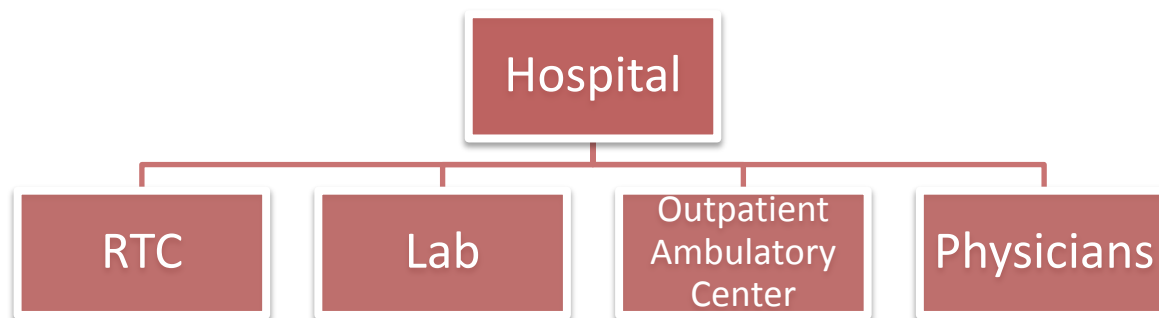 Hospital
RTC
Lab
Outpatient
Ambulatory
Center
Physicians